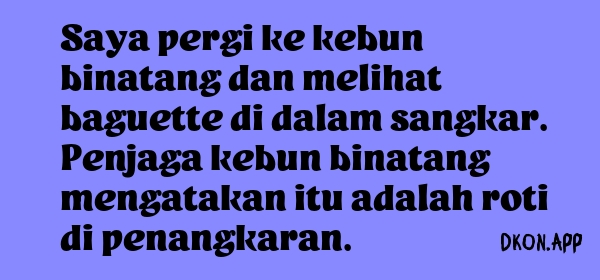 Saya pergi ke kebun
binatang dan melihat
baguette di dalam sangkar.
Penjaga kebun binatang
mengatakan itu adalah roti
di penangkaran.
DKON.APP